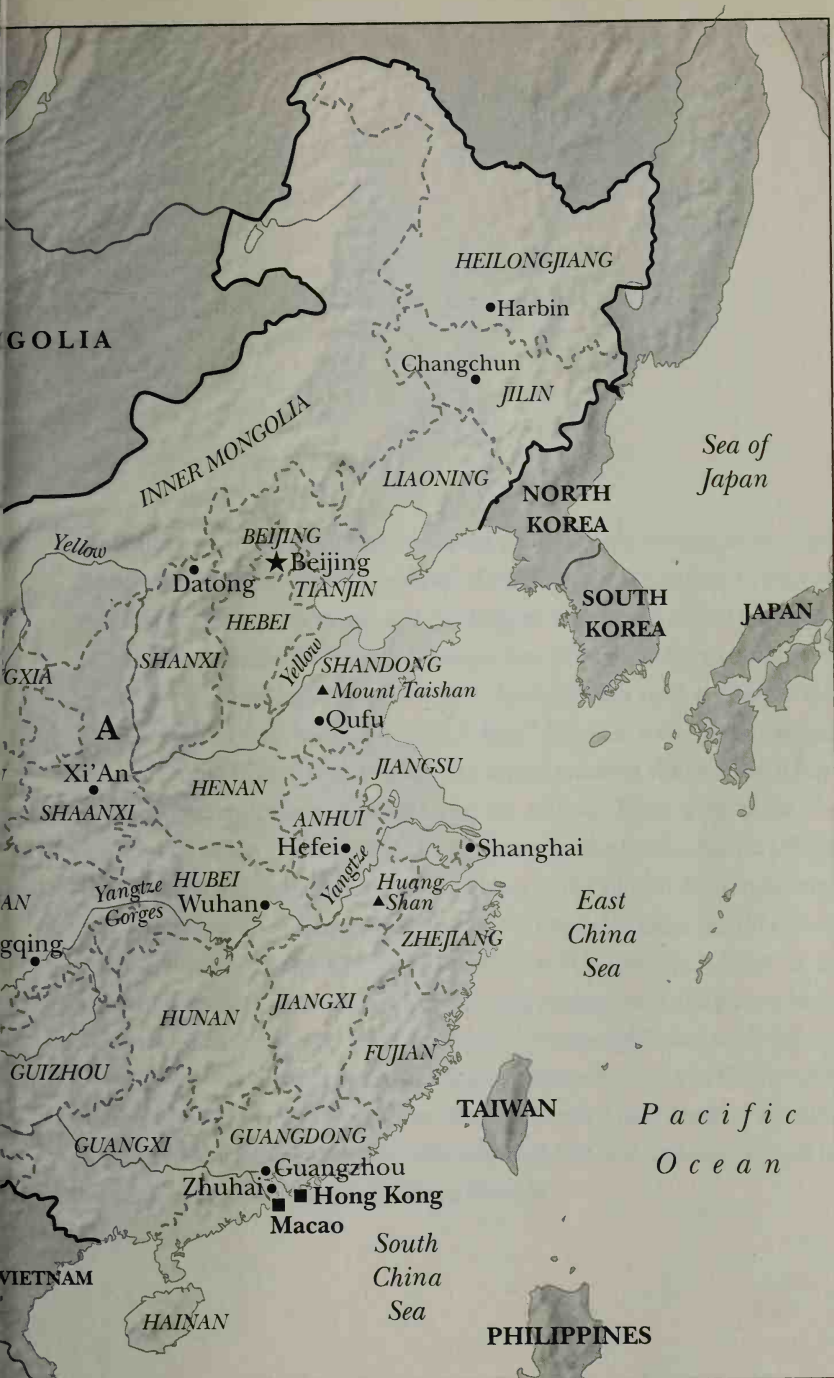 HEILONGJIANG
Harbin
GOLIA
Changchun
JILIN
INNER MONGOLIA
Sea of
Japan
LIAONING
NORTH
KOREA
Yellow
BEIJING
Beijing
Datong
TIANJIN
SOUTH
KOREA
JAPAN
HEBEI
SHANXI
Yellow
SHANDONG
GXIA
Mount Taishan
Qufu
A
Xi'An
JIANGSU
HENAN
SHAANXI
ANHUI
Hefei
Shanghai
Yangtze
HUBEI
Yangtze
Gorges
Wuhan
Huang
Shan
AN
East
China
Sea
ZHEJIANG
gqing
HUNAN
JIANGXI
FUJIAN
GUIZHOU
TAIWAN
Pacific
Ocean
GUANGXI
GUANGDONG
Guangzhou
Zhuhai
Hong Kong
Macao
South
China
Sea
VIETNAM
HAINAN
PHILIPPINES